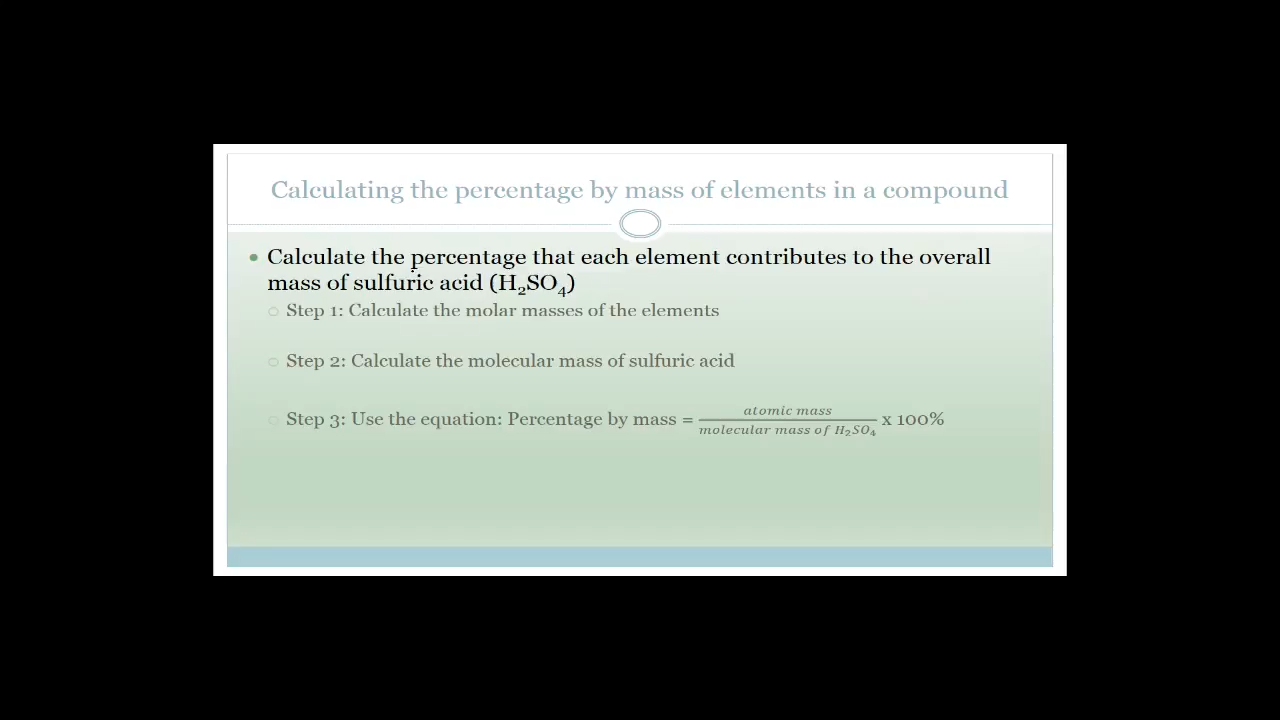 Calculating the percentage by mass of elements in a compound
• Calculate the percentage that each element contributes to the overall
mass of sulfuric acid (H₂SO₄)
○ Step 1: Calculate the molar masses of the elements
○ Step 2: Calculate the molecular mass of sulfuric acid
○ Step 3: Use the equation: Percentage by mass = atomic mass / molecular mass of H₂SO₄ x 100%